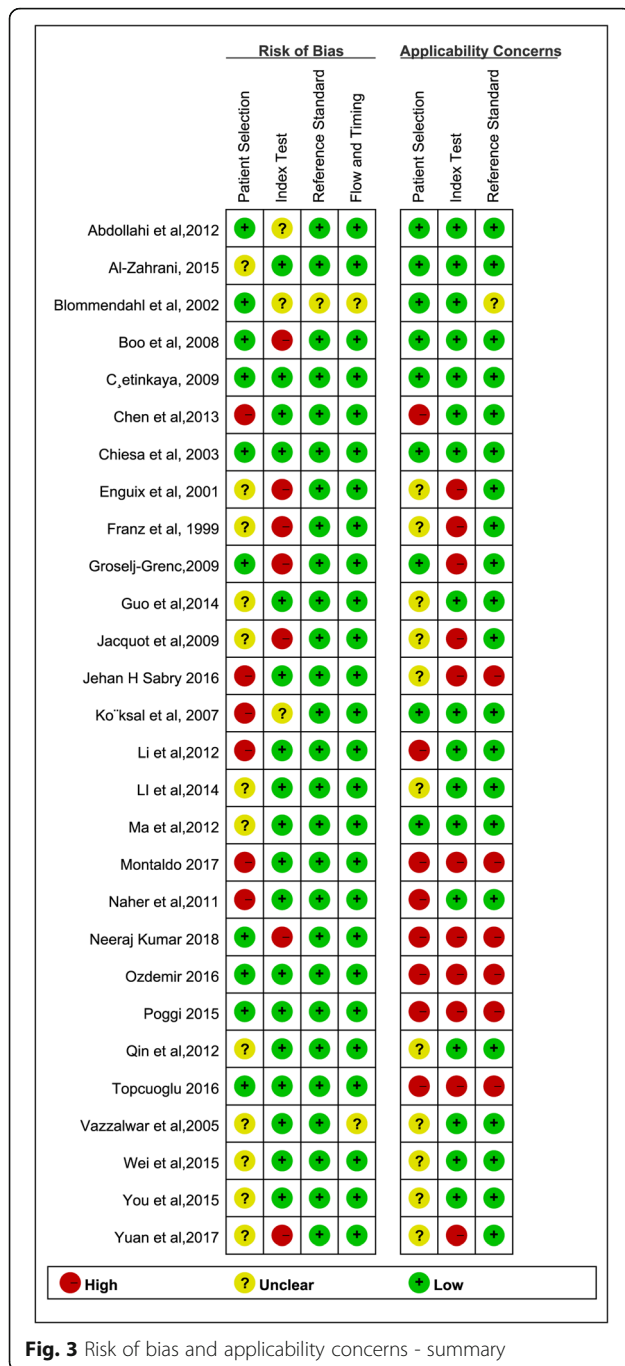 Risk of Bias Applicability Concerns
Patient Selection
Index Test
Reference Standard
Flow and Timing
Patient Selection
Index Test
Reference Standard
Abdollahi et al,2012 + ? + + + + +
Al-Zahrani, 2015 ? + + + + + +
Blommendahl et al, 2002 + ? ? ? + + ?
Boo et al, 2008 + - + + + + +
C¸etinkaya, 2009 + + + + + + +
Chen et al,2013 - + + + - + +
Chiesa et al, 2003 + + + + + + +
Enguix et al, 2001 ? - + + ? - +
Franz et al, 1999 ? - + + ? - +
Groselj-Grenc,2009 + - + + + - +
Guo et al,2014 ? + + + ? + +
Jacquot et al,2009 ? - + + ? - +
Jehan H Sabry 2016 - + + + ? - -
Ko¨ksal et al, 2007 - ? + + + + +
Li et al,2012 - + + + - + +
LI et al,2014 ? + + + ? + +
Ma et al,2012 ? + + + + + +
Montaldo 2017 - + + + - - -
Naher et al,2011 - + + + - + +
Neeraj Kumar 2018 + - + + - - -
Ozdemir 2016 + + + + - - -
Poggi 2015 + + + + - - -
Qin et al,2012 ? + + + ? + +
Topcuoglu 2016 + + + + - - -
Vazzalwar et al,2005 ? + + ? ? + +
Wei et al,2015 ? + + + ? + +
You et al,2015 ? + + + ? + +
Yuan et al,2017 ? - + + ? - +
- High ? Unclear + Low
Fig. 3 Risk of bias and applicability concerns - summary